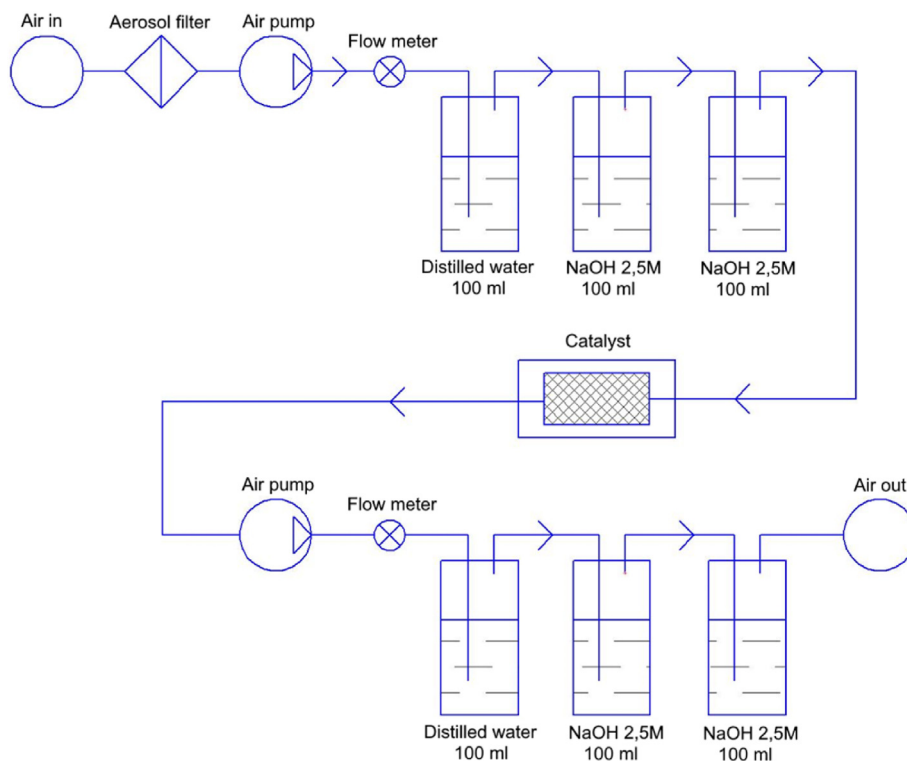 Air in
Aerosol filter
Air pump
Flow meter
Distilled water
100 ml
NaOH 2,5M
100 ml
NaOH 2,5M
100 ml
Catalyst
Air pump
Flow meter
Air out
Distilled water
100 ml
NaOH 2,5M
100 ml
NaOH 2,5M
100 ml